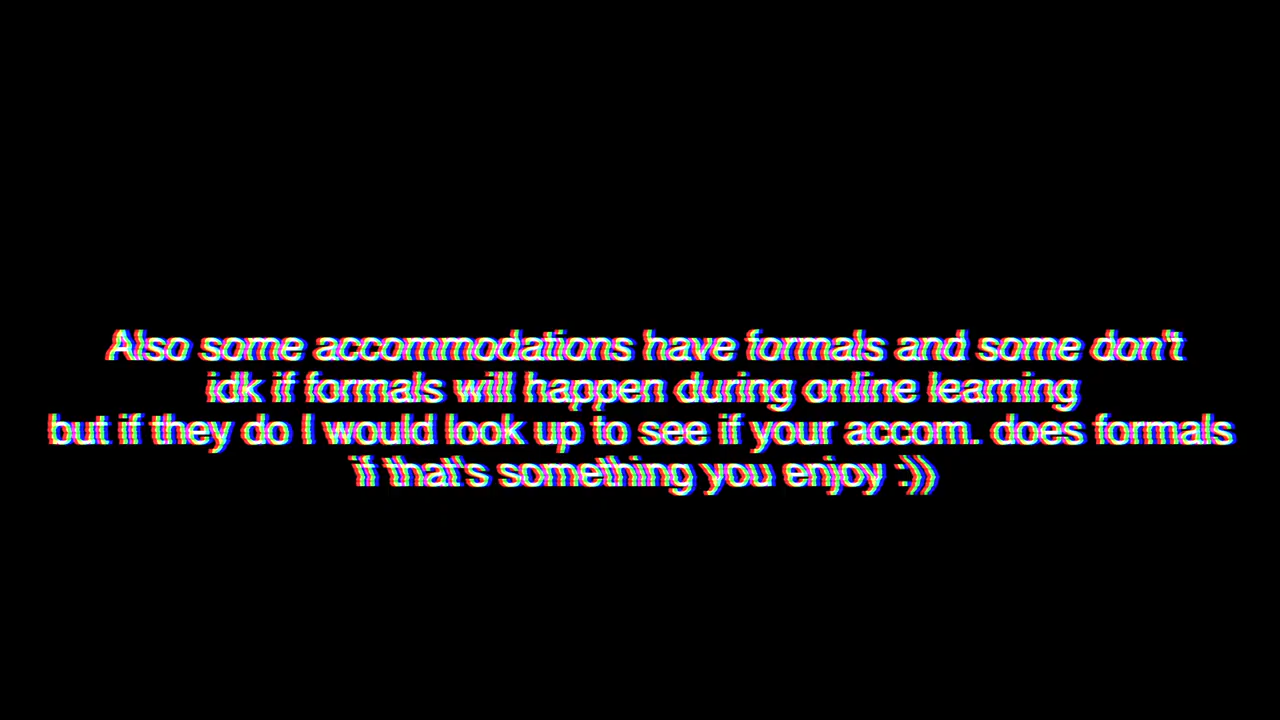 Also some accommodations have formals and some don't
idk if formals will happen during online learning
but if they do I would look up to see if your accom. does formals
if that's something you enjoy :))